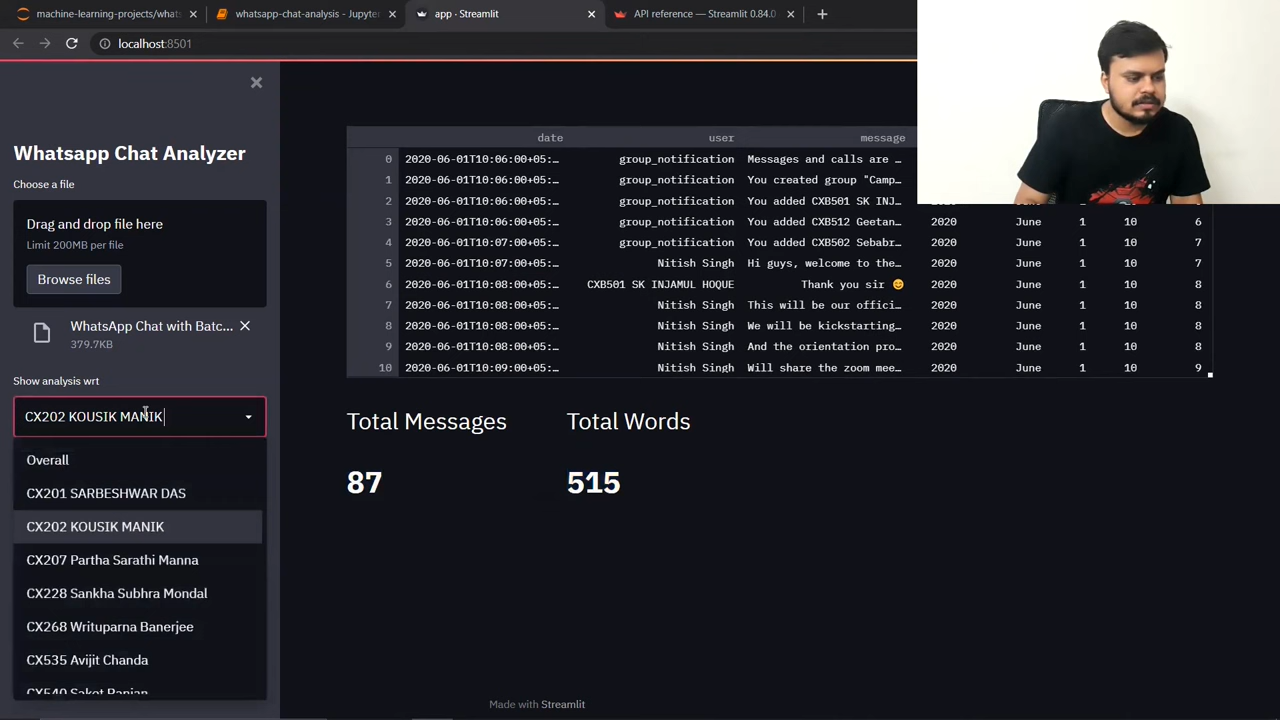 machine-learning-projects/what
whatsapp-chat-analysis - Jupyter
app · Streamlit
API reference — Streamlit 0.84.0
localhost:8501
Whatsapp Chat Analyzer
Choose a file
Drag and drop file here
Limit 200MB per file
Browse files
WhatsApp Chat with Batc...
379.7KB
Show analysis wrt
CX202 KOUSIK MANIK
Overall
CX201 SARBESHWAR DAS
CX202 KOUSIK MANIK
CX207 Partha Sarathi Manna
CX228 Sankha Subhra Mondal
CX268 Writuparna Banerjee
CX535 Avijit Chanda
CX540 Saket Ranjan
date user message
0 2020-06-01T10:06:00+05:… group_notification Messages and calls are …
1 2020-06-01T10:06:00+05:… group_notification You created group "Camp…
2 2020-06-01T10:06:00+05:… group_notification You added CXB501 SK INJ… 2020 June 1 10 6
3 2020-06-01T10:06:00+05:… group_notification You added CXB512 Geetan… 2020 June 1 10 6
4 2020-06-01T10:07:00+05:… group_notification You added CXB502 Sebabr… 2020 June 1 10 7
5 2020-06-01T10:07:00+05:… Nitish Singh Hi guys, welcome to the… 2020 June 1 10 7
6 2020-06-01T10:08:00+05:… CXB501 SK INJAMUL HOQUE Thank you sir 😊 2020 June 1 10 8
7 2020-06-01T10:08:00+05:… Nitish Singh This will be our offici… 2020 June 1 10 8
8 2020-06-01T10:08:00+05:… Nitish Singh We will be kickstarting… 2020 June 1 10 8
9 2020-06-01T10:08:00+05:… Nitish Singh And the orientation pro… 2020 June 1 10 8
10 2020-06-01T10:09:00+05:… Nitish Singh Will share the zoom mee… 2020 June 1 10 9
Total Messages Total Words
87 515
Made with Streamlit